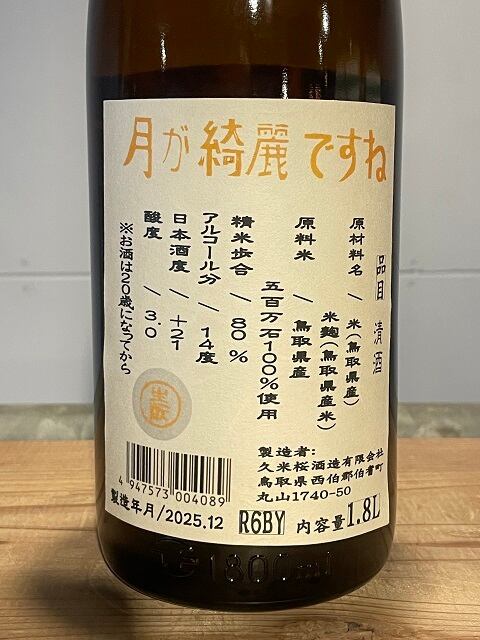 月が綺麗ですね
品目 清酒
原材料名/米(鳥取県産)
米麹(鳥取県産米)
原料米/鳥取県産
五百万石100%使用
精米歩合/80%
アルコール分/14度
日本酒度/+21
酸度/3.0
※お酒は20歳になってから
生酛
4947573004089
製造者:
久米桜酒造有限会社
鳥取県西伯郡伯耆町
丸山1740-50
製造年月/2025.12
R6BY
内容量1.8L
1800ml